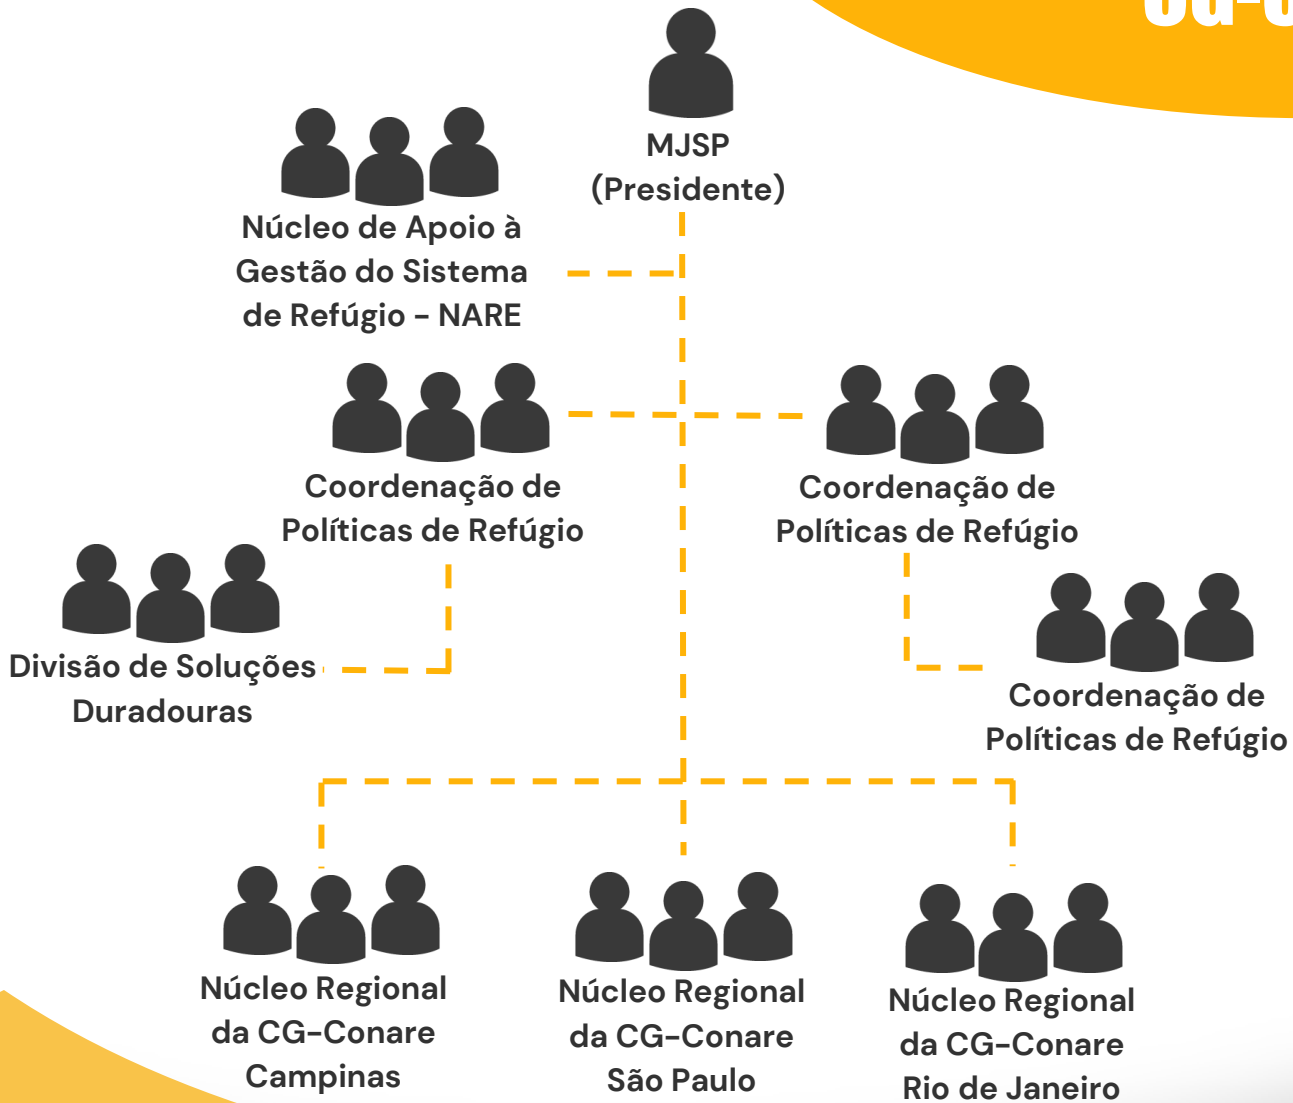 MJSP
(Presidente)
Núcleo de Apoio à
Gestão do Sistema
de Refúgio - NARE
Coordenação de
Políticas de Refúgio
Coordenação de
Políticas de Refúgio
Divisão de Soluções
Duradouras
Coordenação de
Políticas de Refúgio
Núcleo Regional
da CG-Conare
Campinas
Núcleo Regional
da CG-Conare
São Paulo
Núcleo Regional
da CG-Conare
Rio de Janeiro